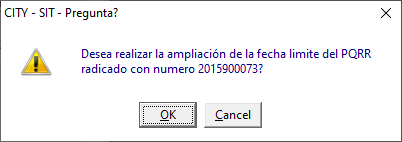 CITY - SIT - Pregunta?
Desea realizar la ampliación de la fecha limite del PQRR
radicado con numero 2015900073?
OK
Cancel